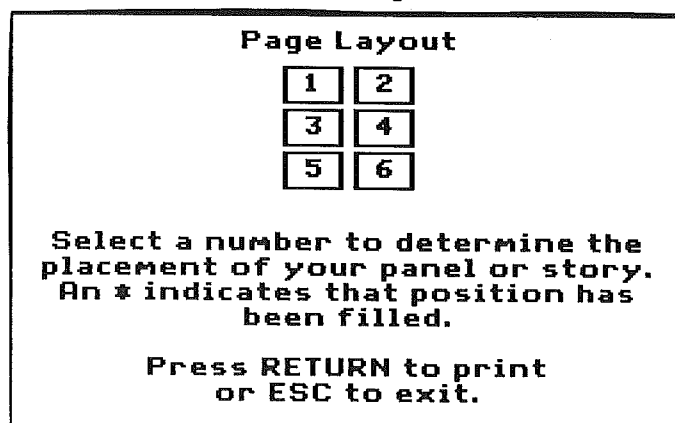 Page Layout
1 2
3 4
5 6
Select a number to determine the
placement of your panel or story.
An * indicates that position has
been filled.
Press RETURN to print
or ESC to exit.